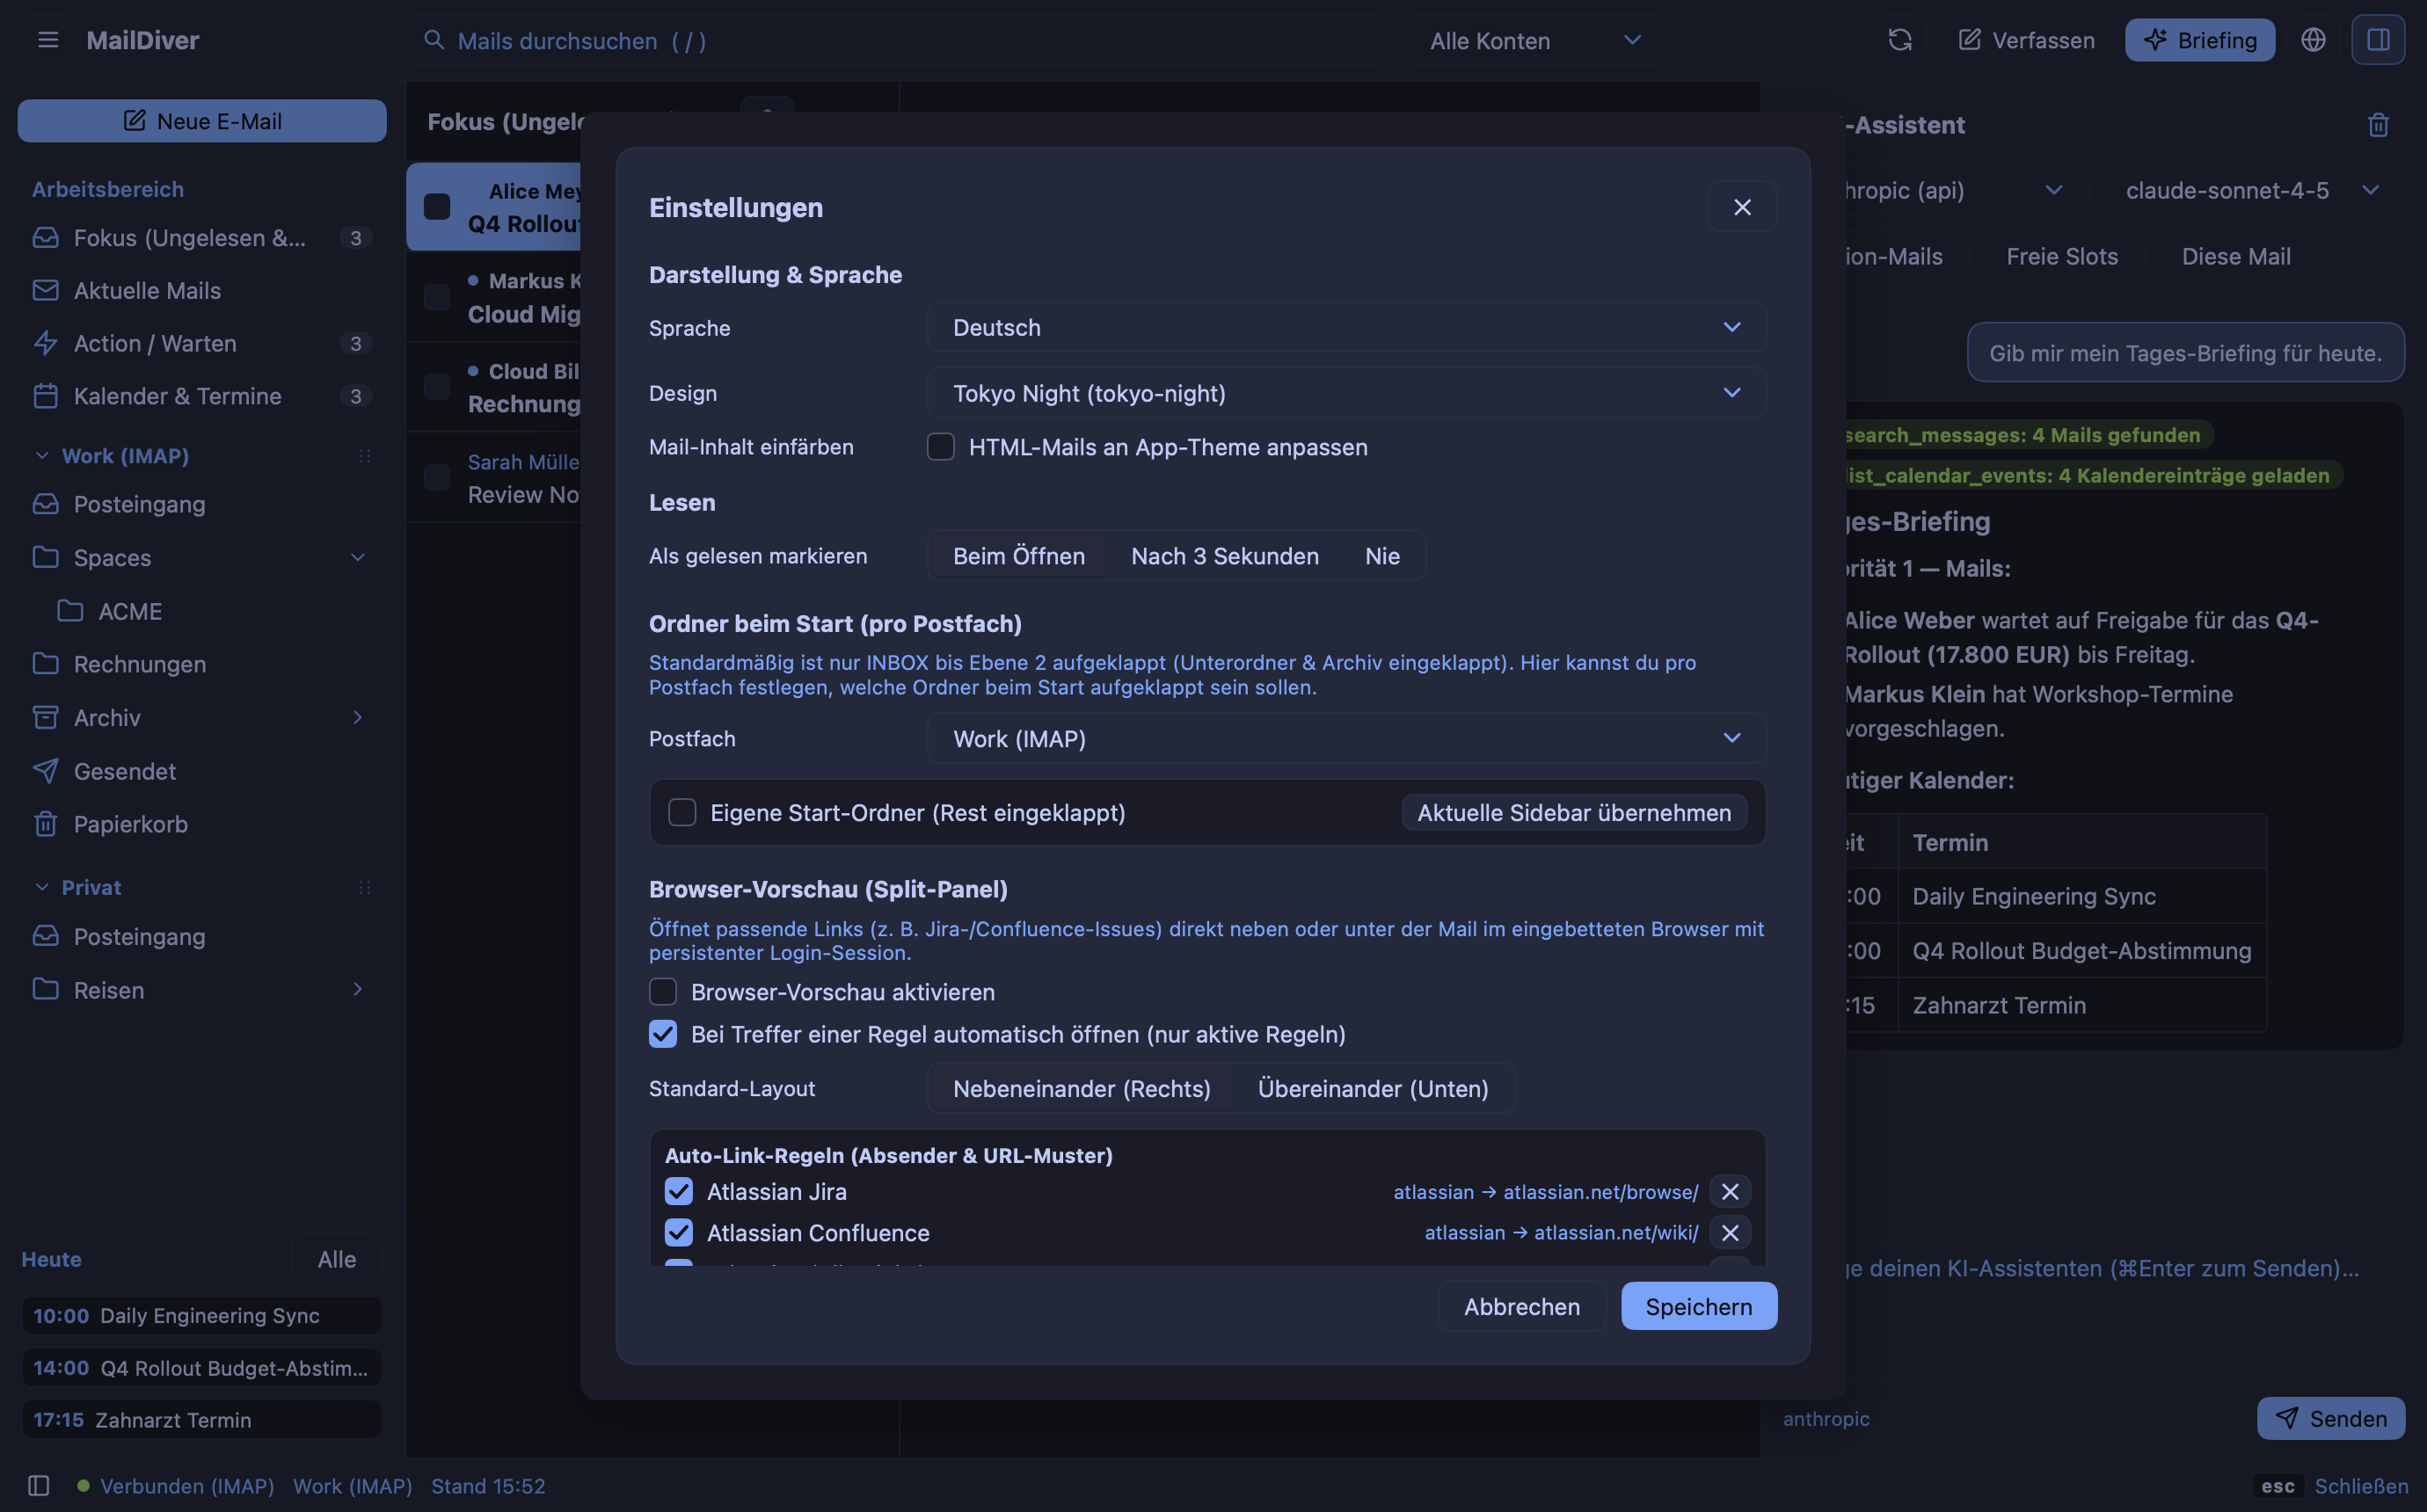 MailDiver
Mails durchsuchen ( / )
Alle Konten
Verfassen
Briefing
Neue E-Mail
Arbeitsbereich
Fokus (Ungelesen &... 3
Aktuelle Mails
Action / Warten 3
Kalender & Termine 3
Work (IMAP)
Posteingang
Spaces
ACME
Rechnungen
Archiv
Gesendet
Papierkorb
Privat
Posteingang
Reisen
Heute
Alle
10:00 Daily Engineering Sync
14:00 Q4 Rollout Budget-Abstim...
17:15 Zahnarzt Termin
Fokus (Ungele
Alice Mey
Q4 Rollout
Markus K
Cloud Mig
Cloud Bil
Rechnung
Sarah Mülle
Review No
Einstellungen
Darstellung & Sprache
Sprache
Deutsch
Design
Tokyo Night (tokyo-night)
Mail-Inhalt einfärben
HTML-Mails an App-Theme anpassen
Lesen
Als gelesen markieren
Beim Öffnen
Nach 3 Sekunden
Nie
Ordner beim Start (pro Postfach)
Standardmäßig ist nur INBOX bis Ebene 2 aufgeklappt (Unterordner & Archiv eingeklappt). Hier kannst du pro
Postfach festlegen, welche Ordner beim Start aufgeklappt sein sollen.
Postfach
Work (IMAP)
Eigene Start-Ordner (Rest eingeklappt)
Aktuelle Sidebar übernehmen
Browser-Vorschau (Split-Panel)
Öffnet passende Links (z. B. Jira-/Confluence-Issues) direkt neben oder unter der Mail im eingebetteten Browser mit
persistenter Login-Session.
Browser-Vorschau aktivieren
Bei Treffer einer Regel automatisch öffnen (nur aktive Regeln)
Standard-Layout
Nebeneinander (Rechts)
Übereinander (Unten)
Auto-Link-Regeln (Absender & URL-Muster)
Atlassian Jira
atlassian → atlassian.net/browse/
Atlassian Confluence
atlassian → atlassian.net/wiki/
Abbrechen
Speichern
-Assistent
hropic (api)
claude-sonnet-4-5
ion-Mails
Freie Slots
Diese Mail
Gib mir mein Tages-Briefing für heute.
search_messages: 4 Mails gefunden
list_calendar_events: 4 Kalendereinträge geladen
ges-Briefing
rität 1 — Mails:
Alice Weber wartet auf Freigabe für das Q4-
Rollout (17.800 EUR) bis Freitag.
Markus Klein hat Workshop-Termine
vorgeschlagen.
tiger Kalender:
eit Termin
:00 Daily Engineering Sync
:00 Q4 Rollout Budget-Abstimmung
:15 Zahnarzt Termin
ge deinen KI-Assistenten (⌘Enter zum Senden)...
anthropic
Senden
Verbunden (IMAP) Work (IMAP) Stand 15:52
esc Schließen